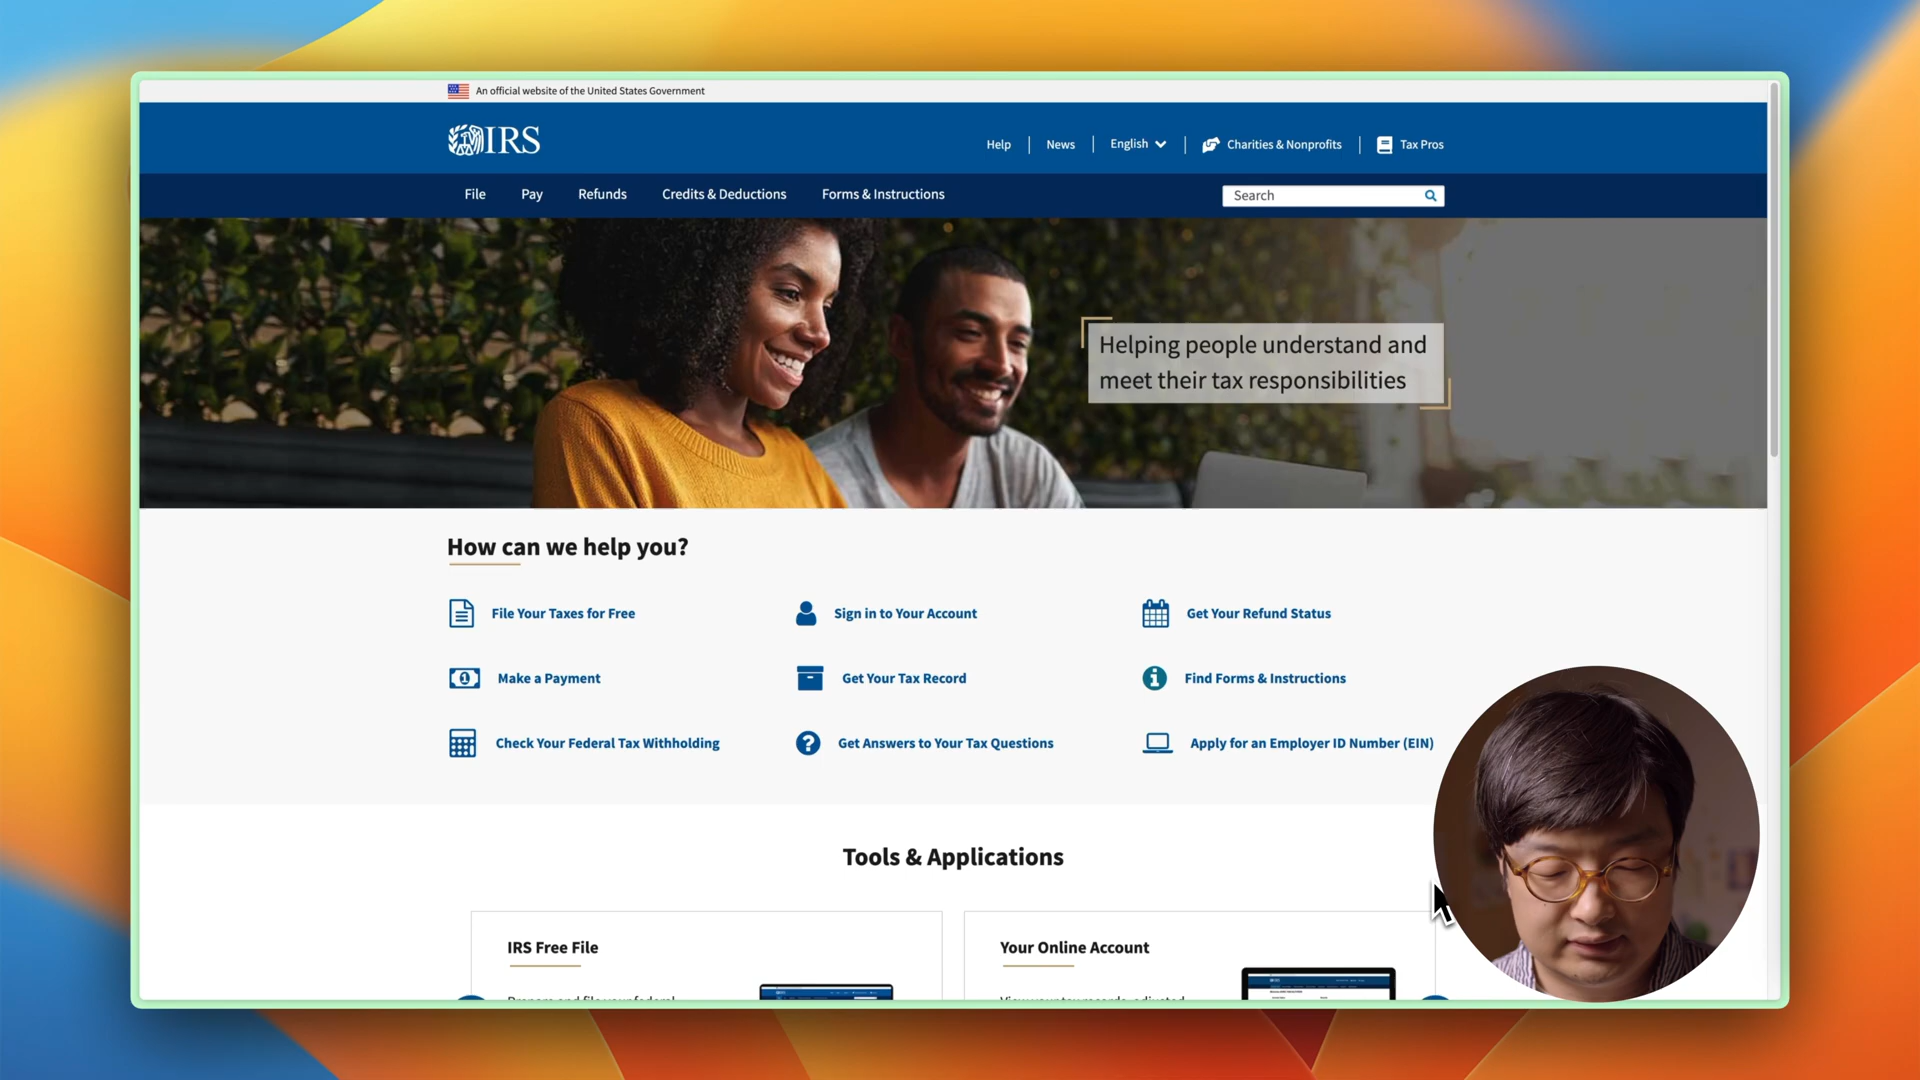 An official website of the United States Government
IRS
Help
News
English
Charities & Nonprofits
Tax Pros
File
Pay
Refunds
Credits & Deductions
Forms & Instructions
Search
Helping people understand and
meet their tax responsibilities
How can we help you?
File Your Taxes for Free
Sign in to Your Account
Get Your Refund Status
Make a Payment
Get Your Tax Record
Find Forms & Instructions
Check Your Federal Tax Withholding
Get Answers to Your Tax Questions
Apply for an Employer ID Number (EIN)
Tools & Applications
IRS Free File
Your Online Account